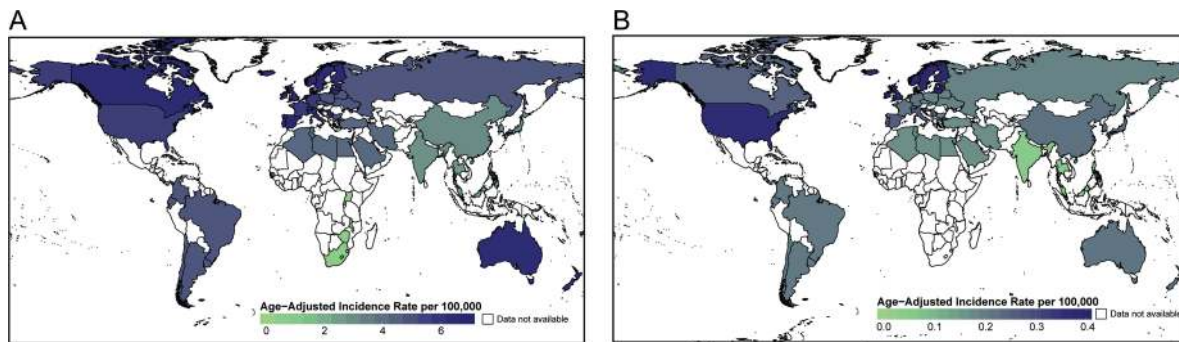 A
Age-Adjusted Incidence Rate per 100,000
0 2 4 6
Data not available
B
Age-Adjusted Incidence Rate per 100,000
0.0 0.1 0.2 0.3 0.4
Data not available